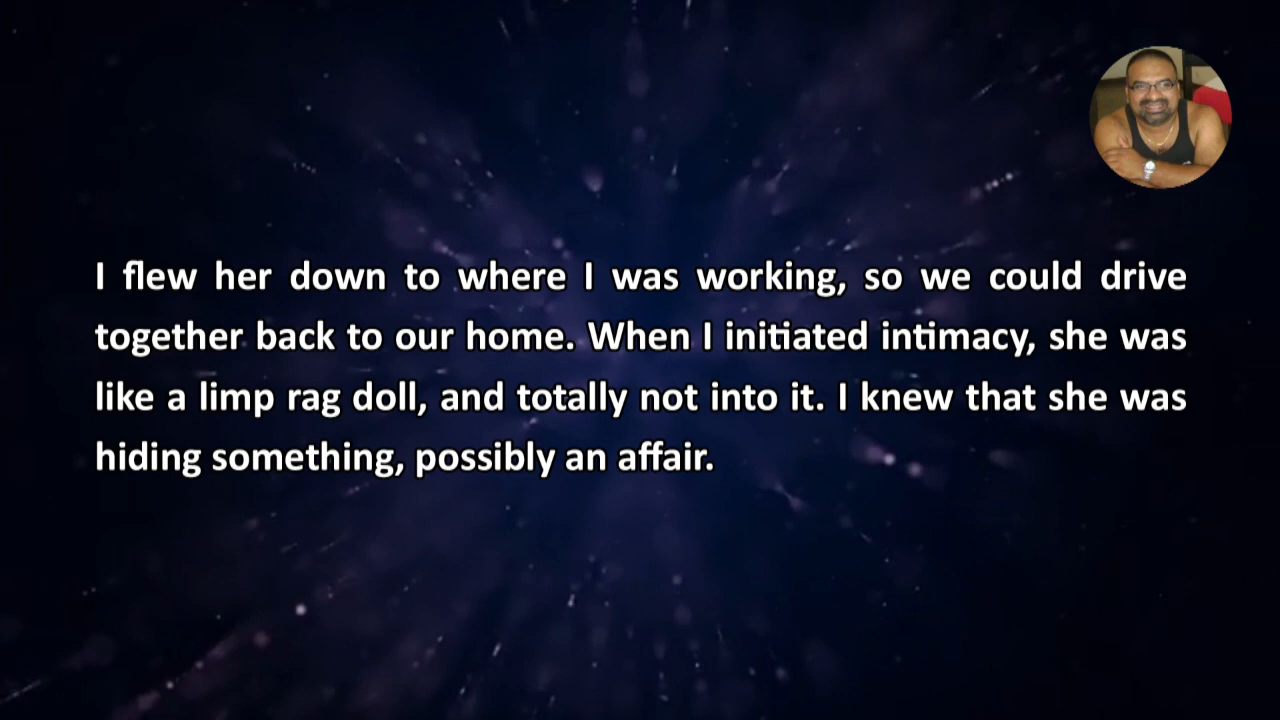 I flew her down to where I was working, so we could drive
together back to our home. When I initiated intimacy, she was
like a limp rag doll, and totally not into it. I knew that she was
hiding something, possibly an affair.